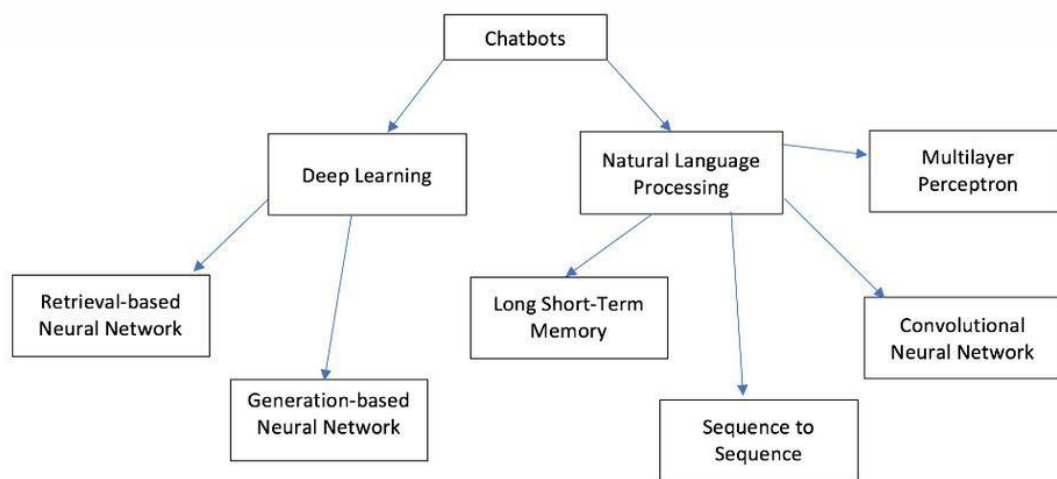 Chatbots
Deep Learning
Natural Language
Processing
Multilayer
Perceptron
Retrieval-based
Neural Network
Long Short-Term
Memory
Convolutional
Neural Network
Generation-based
Neural Network
Sequence to
Sequence